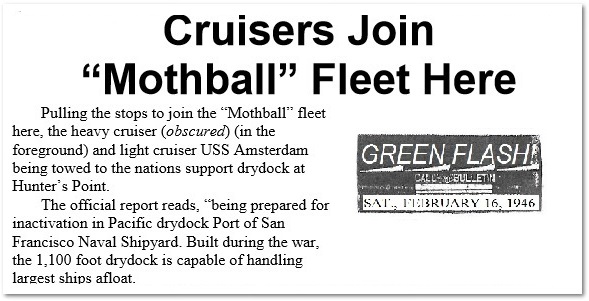 Cruisers Join
“Mothball” Fleet Here
Pulling the stops to join the “Mothball” fleet
here, the heavy cruiser (obscured) (in the
foreground) and light cruiser USS Amsterdam
being towed to the nations support drydock at
Hunter’s Point.
The official report reads, “being prepared for
inactivation in Pacific drydock Port of San
Francisco Naval Shipyard. Built during the war,
the 1,100 foot drydock is capable of handling
largest ships afloat.
GREEN FLASH
CALL BULLETIN
SAT., FEBRUARY 16, 1946